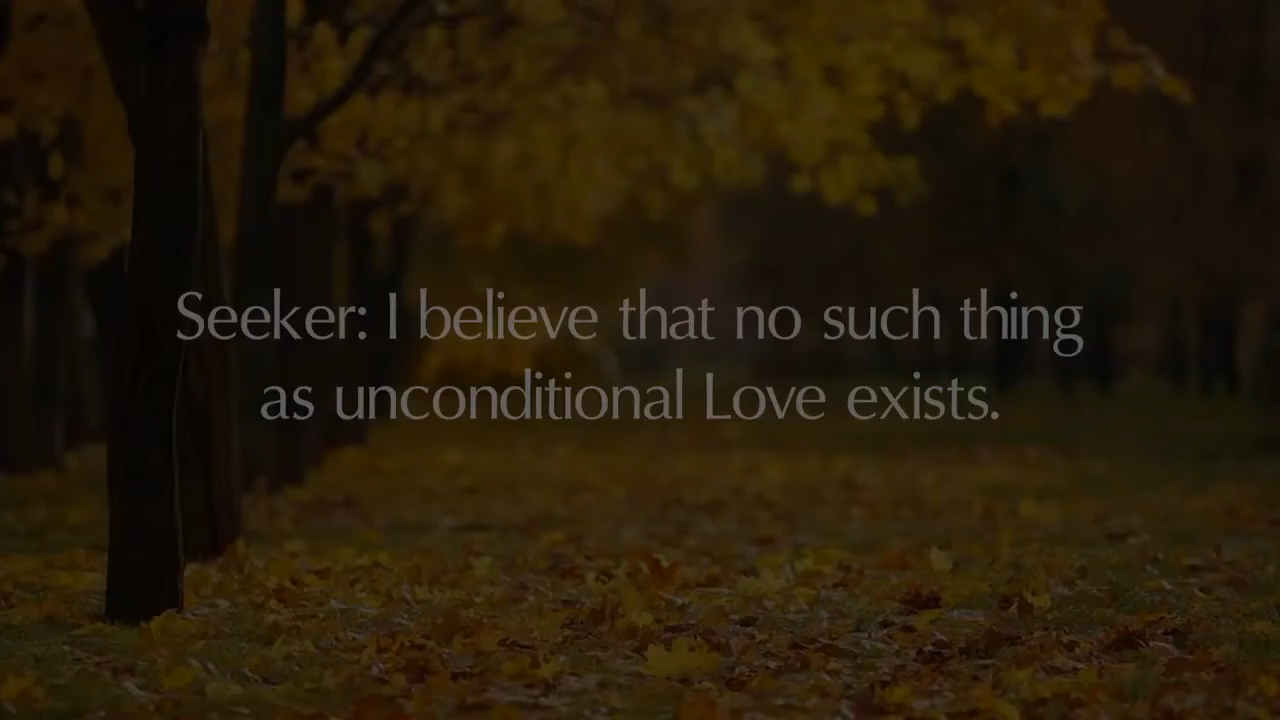 Seeker: I believe that no such thing
as unconditional Love exists.